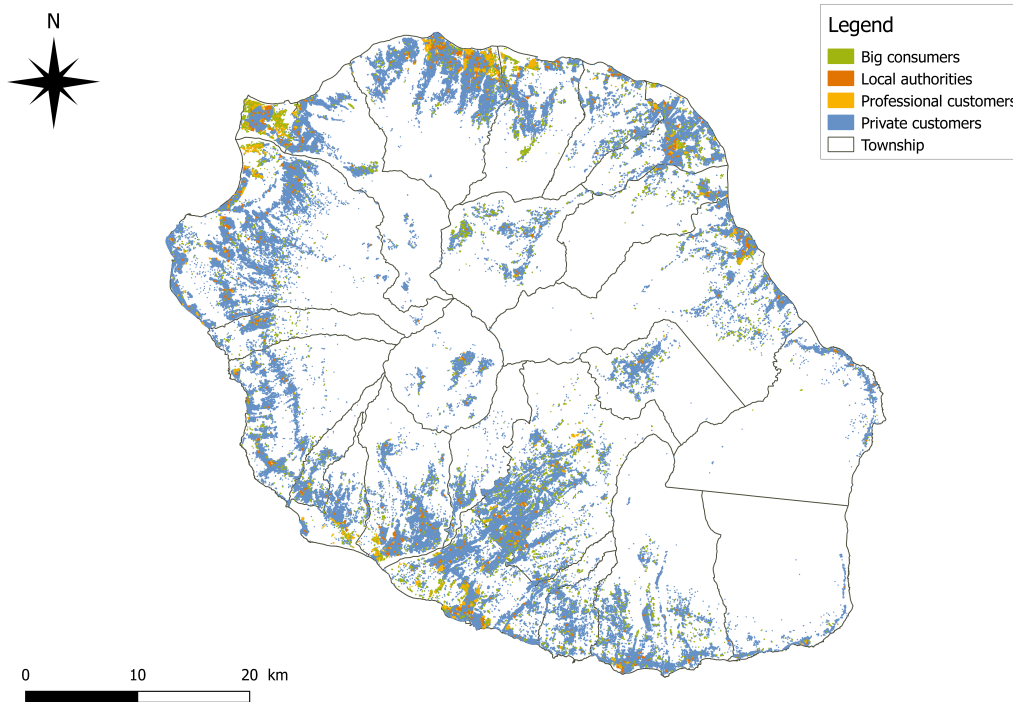 N
Legend
Big consumers
Local authorities
Professional customers
Private customers
Township
0 10 20 km